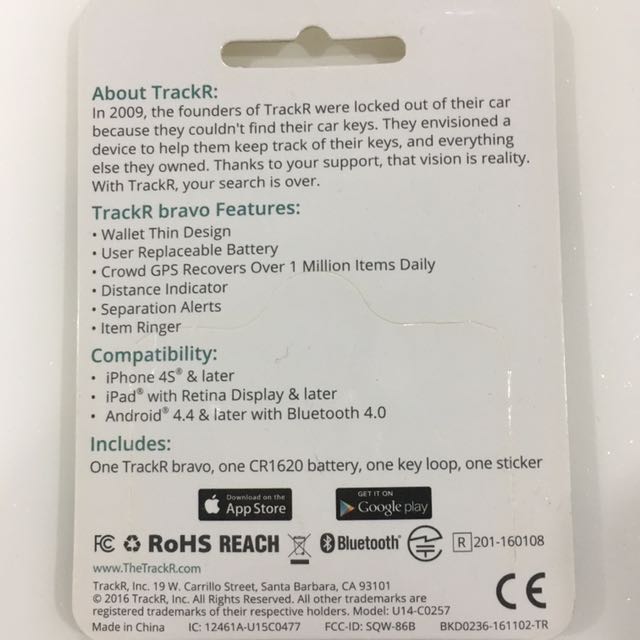 About TrackR:
In 2009, the founders of TrackR were locked out of their car
because they couldn't find their car keys. They envisioned a
device to help them keep track of their keys, and everything
else they owned. Thanks to your support, that vision is reality.
With TrackR, your search is over.
TrackR bravo Features:
• Wallet Thin Design
• User Replaceable Battery
• Crowd GPS Recovers Over 1 Million Items Daily
• Distance Indicator
• Separation Alerts
• Item Ringer
Compatibility:
• iPhone 4S® & later
• iPad® with Retina Display & later
• Android® 4.4 & later with Bluetooth 4.0
Includes:
One TrackR bravo, one CR1620 battery, one key loop, one sticker
Download on the
App Store
GET IT ON
Google play
FC RoHS REACH Bluetooth® R 201-160108
www.TheTrackR.com
TrackR, Inc. 19 W. Carrillo Street, Santa Barbara, CA 93101
© 2016 TrackR, Inc. All Rights Reserved. All other trademarks are
registered trademarks of their respective holders. Model: U14-C0257
CE
Made in China IC: 12461A-U15C0477 FCC-ID: SQW-86B BKD0236-161102-TR